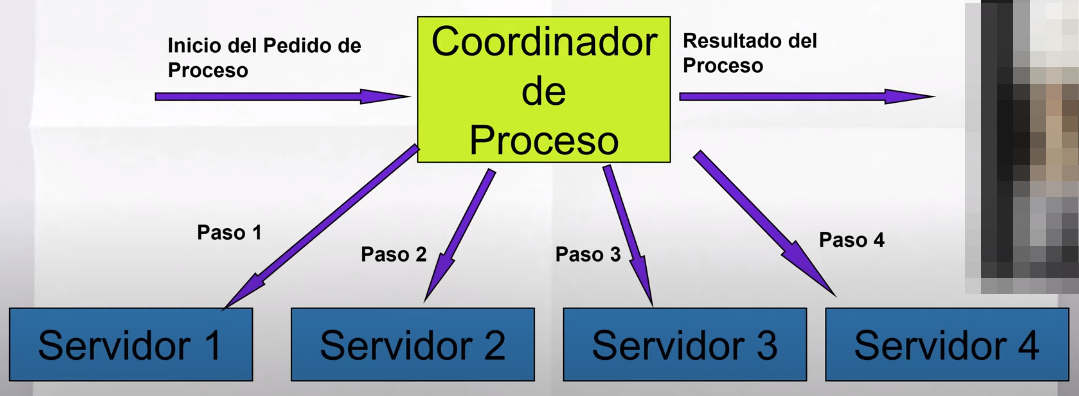 Inicio del Pedido de
Proceso
Coordinador
de
Proceso
Resultado del
Proceso
Paso 1
Paso 2
Paso 3
Paso 4
Servidor 1
Servidor 2
Servidor 3
Servidor 4